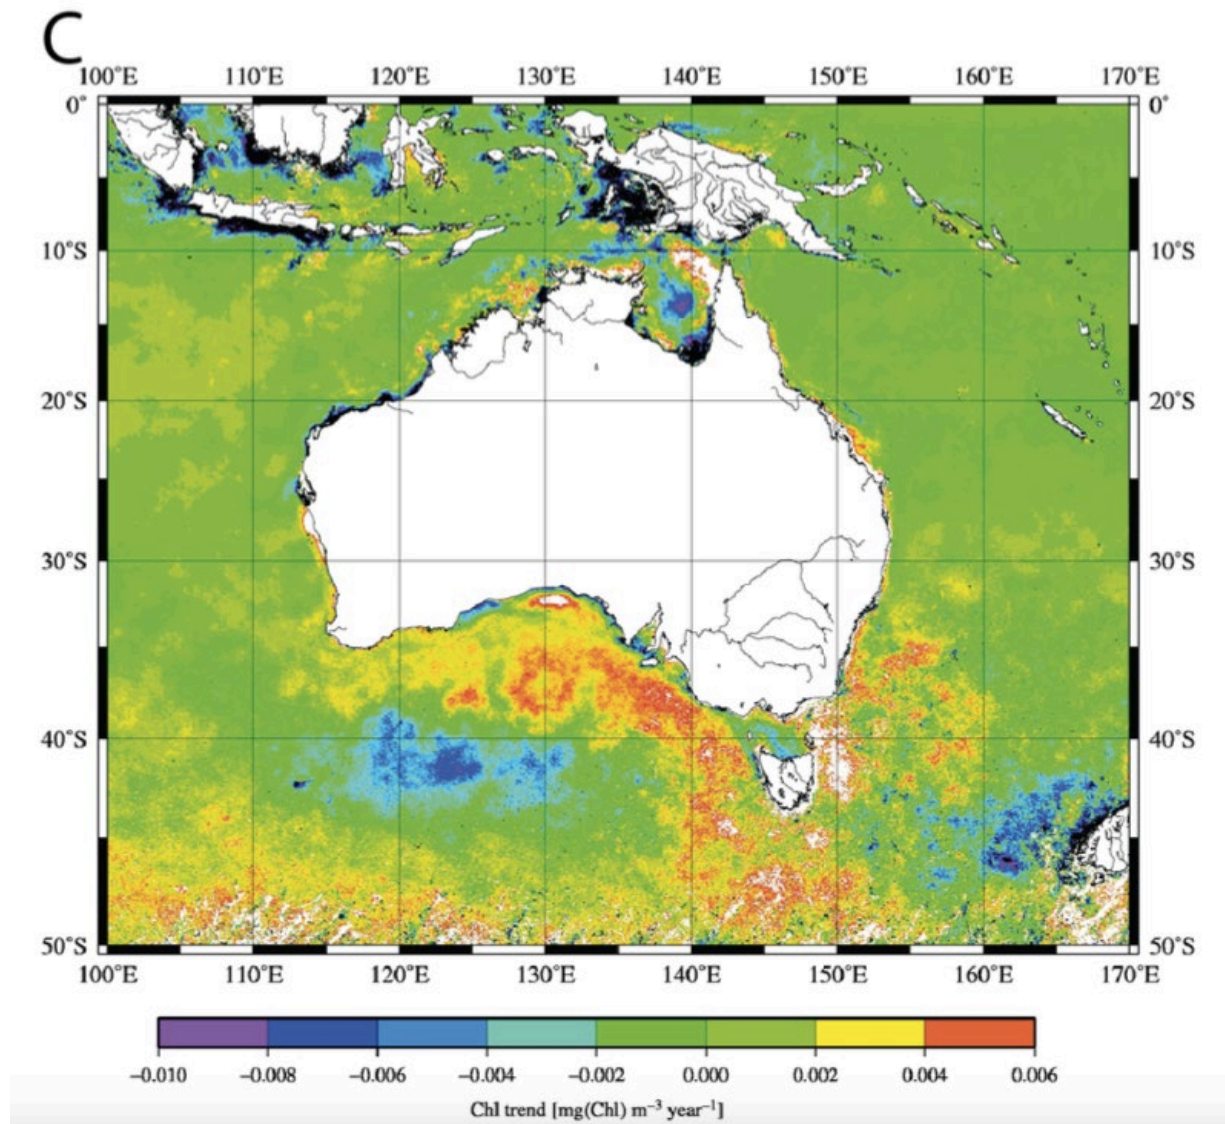 C
100°E 110°E 120°E 130°E 140°E 150°E 160°E 170°E
0° 0°
10°S 10°S
20°S 20°S
30°S 30°S
40°S 40°S
50°S 50°S
100°E 110°E 120°E 130°E 140°E 150°E 160°E 170°E
−0.010 −0.008 −0.006 −0.004 −0.002 0.000 0.002 0.004 0.006
Chl trend [mg(Chl) m⁻³ year⁻¹]